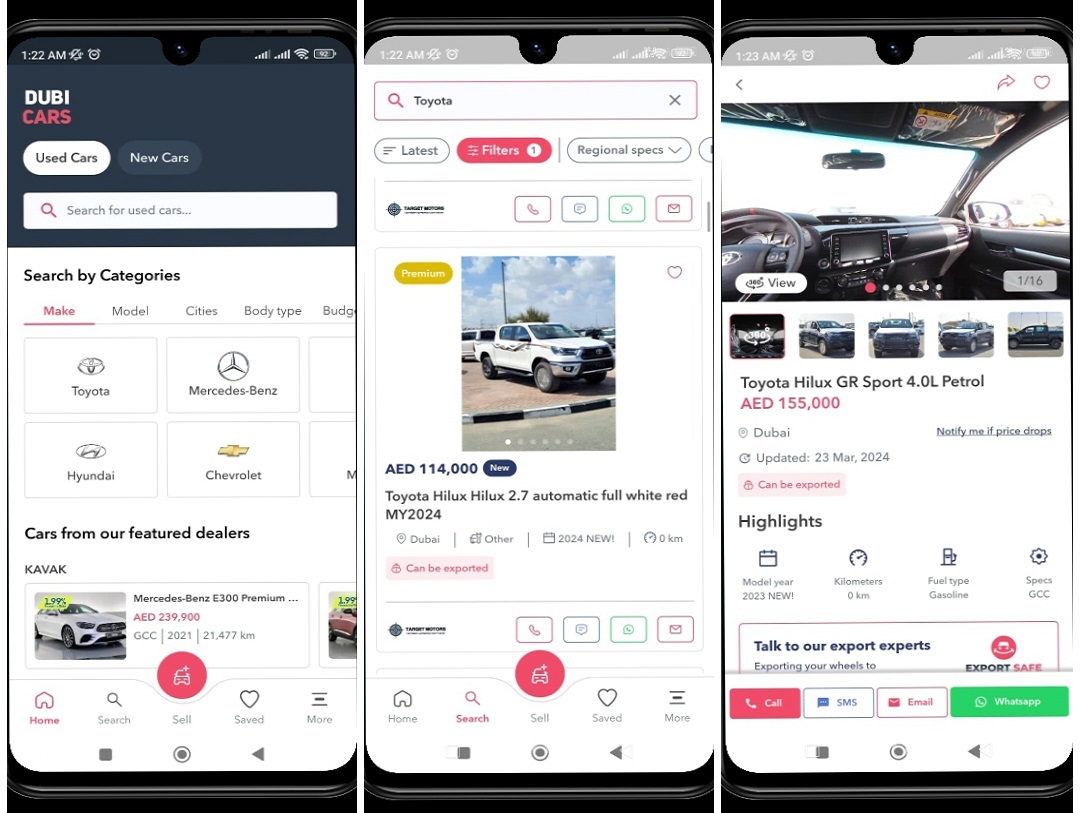 1:22 AM
92
DUBI
CARS
Used Cars
New Cars
Search for used cars...
Search by Categories
Make
Model
Cities
Body type
Budg
Toyota
Mercedes-Benz
Hyundai
Chevrolet
M
Cars from our featured dealers
KAVAK
1.99%
Mercedes-Benz E300 Premium ...
AED 239,900
GCC | 2021 | 21,477 km
1.99
Home
Search
Sell
Saved
More
1:22 AM
Toyota
Latest
Filters 1
Regional specs
TARGET MOTORS
Premium
AED 114,000 New
Toyota Hilux Hilux 2.7 automatic full white red
MY2024
Dubai
Other
2024 NEW!
0 km
Can be exported
TARGET MOTORS
Home
Search
Sell
Saved
More
1:23 AM
360° View
1/16
360°
Toyota Hilux GR Sport 4.0L Petrol
AED 155,000
Dubai
Notify me if price drops
Updated: 23 Mar, 2024
Can be exported
Highlights
Model year
2023 NEW!
Kilometers
0 km
Fuel type
Gasoline
Specs
GCC
Talk to our export experts
Exporting your wheels to
EXPORT SAFE
Call
SMS
Email
Whatsapp